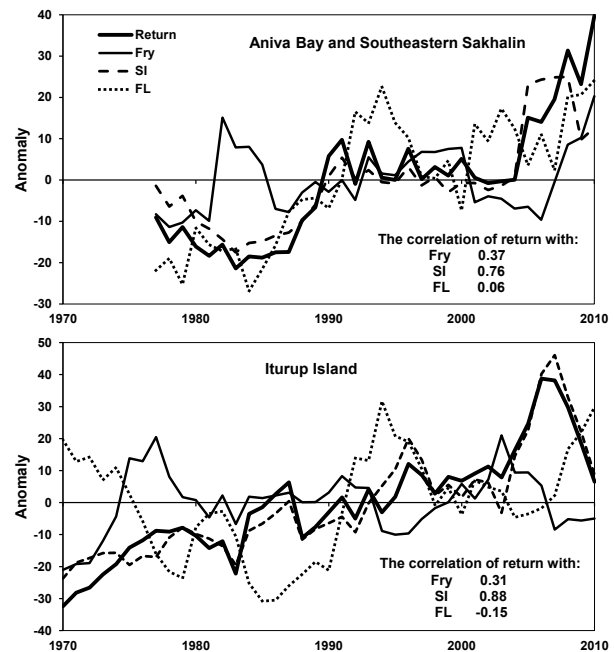 Aniva Bay and Southeastern Sakhalin
Return
Fry
SI
FL
Anomaly
40
30
20
10
0
-10
-20
-30
The correlation of return with:
Fry 0.37
SI 0.76
FL 0.06
1970 1980 1990 2000 2010
Iturup Island
Anomaly
50
40
30
20
10
0
-10
-20
-30
-40
The correlation of return with:
Fry 0.31
SI 0.88
FL -0.15
1970 1980 1990 2000 2010